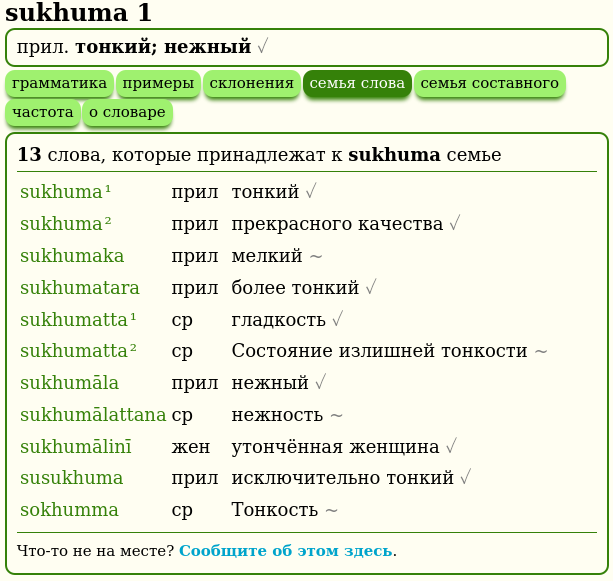 sukhuma 1
прил. тонкий; нежный √
грамматика примеры склонения семья слова семья составного
частота о словаре
13 слова, которые принадлежат к sukhuma семье
sukhuma¹ прил тонкий √
sukhuma² прил прекрасного качества √
sukhumaka прил мелкий ~
sukhumatara прил более тонкий √
sukhumatta¹ ср гладкость √
sukhumatta² ср Состояние излишней тонкости ~
sukhumāla прил нежный √
sukhumālattana ср нежность ~
sukhumālinī жен утончённая женщина √
susukhuma прил исключительно тонкий √
sokhumma ср Тонкость ~
Что-то не на месте? Сообщите об этом здесь.